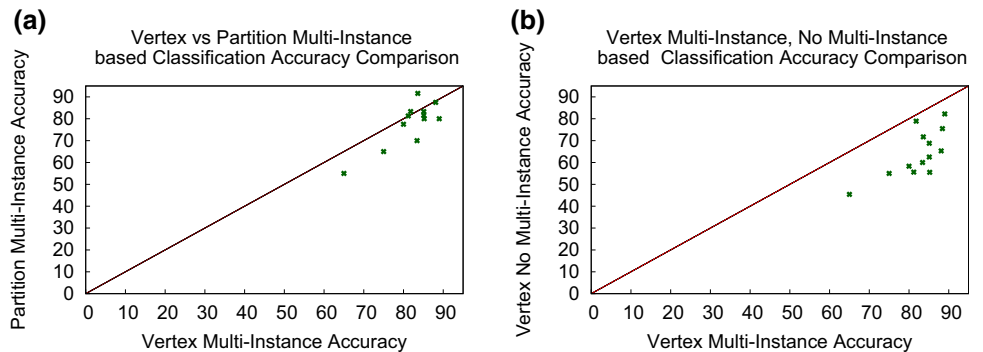 (a)
Vertex vs Partition Multi-Instance
based Classification Accuracy Comparison
Partition Multi-Instance Accuracy
90
80
70
60
50
40
30
20
10
0
0 10 20 30 40 50 60 70 80 90
Vertex Multi-Instance Accuracy
(b)
Vertex Multi-Instance, No Multi-Instance
based Classification Accuracy Comparison
Vertex No Multi-Instance Accuracy
90
80
70
60
50
40
30
20
10
0
0 10 20 30 40 50 60 70 80 90
Vertex Multi-Instance Accuracy